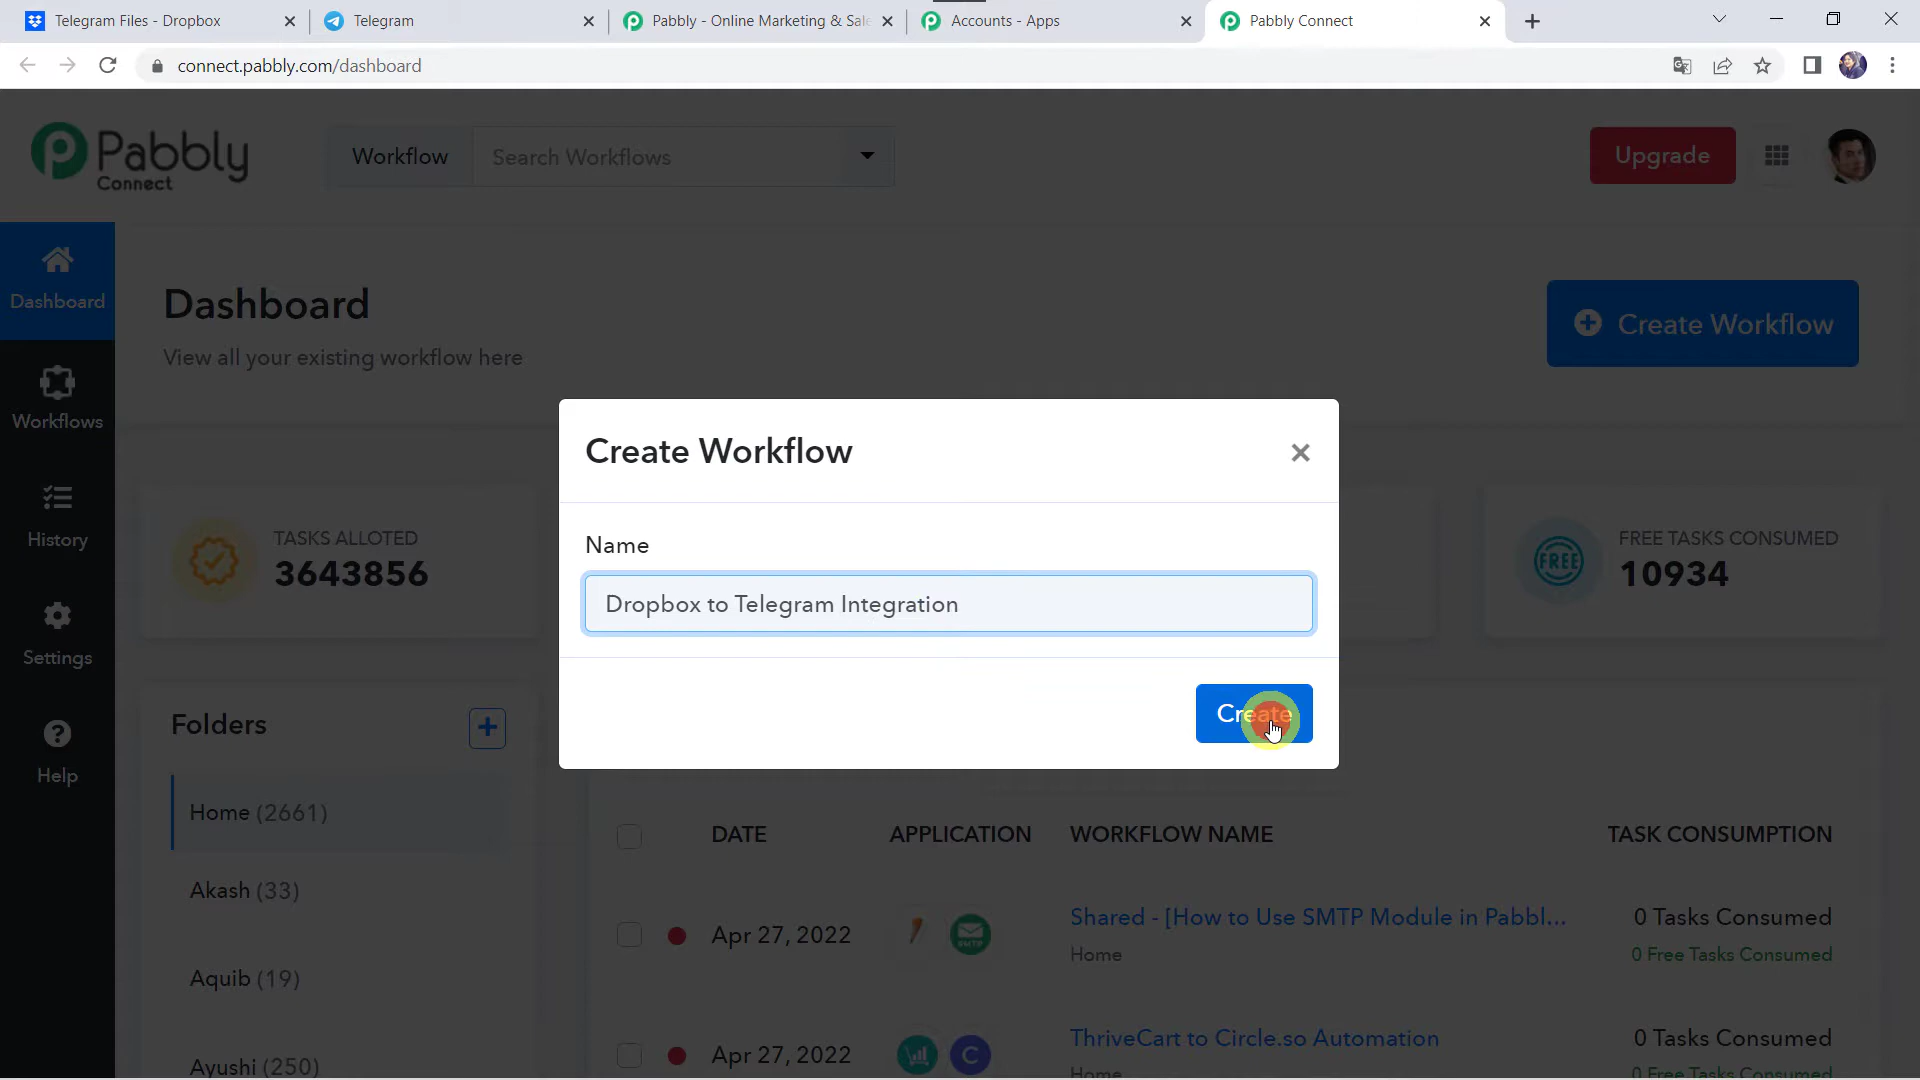 Telegram Files - Dropbox
Telegram
Pabbly - Online Marketing & Sale
Accounts - Apps
Pabbly Connect
connect.pabbly.com/dashboard
Pabbly
Connect
Workflow
Search Workflows
Upgrade
Dashboard
Workflows
History
Settings
Help
Dashboard
View all your existing workflow here
Create Workflow
TASKS ALLOTED
3643856
FREE
FREE TASKS CONSUMED
10934
Create Workflow
Name
Dropbox to Telegram Integration
Create
Folders
Home (2661)
Akash (33)
Aquib (19)
Ayushi (250)
DATE
APPLICATION
WORKFLOW NAME
TASK CONSUMPTION
Apr 27, 2022
SMTP
Shared - [How to Use SMTP Module in Pabbl...
Home
0 Tasks Consumed
0 Free Tasks Consumed
Apr 27, 2022
C
ThriveCart to Circle.so Automation
Home
0 Tasks Consumed
0 Free Tasks Consumed